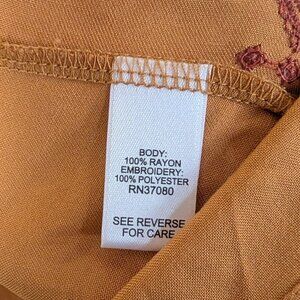 BODY:
100% RAYON
EMBROIDERY:
100% POLYESTER
RN37080
SEE REVERSE
FOR CARE